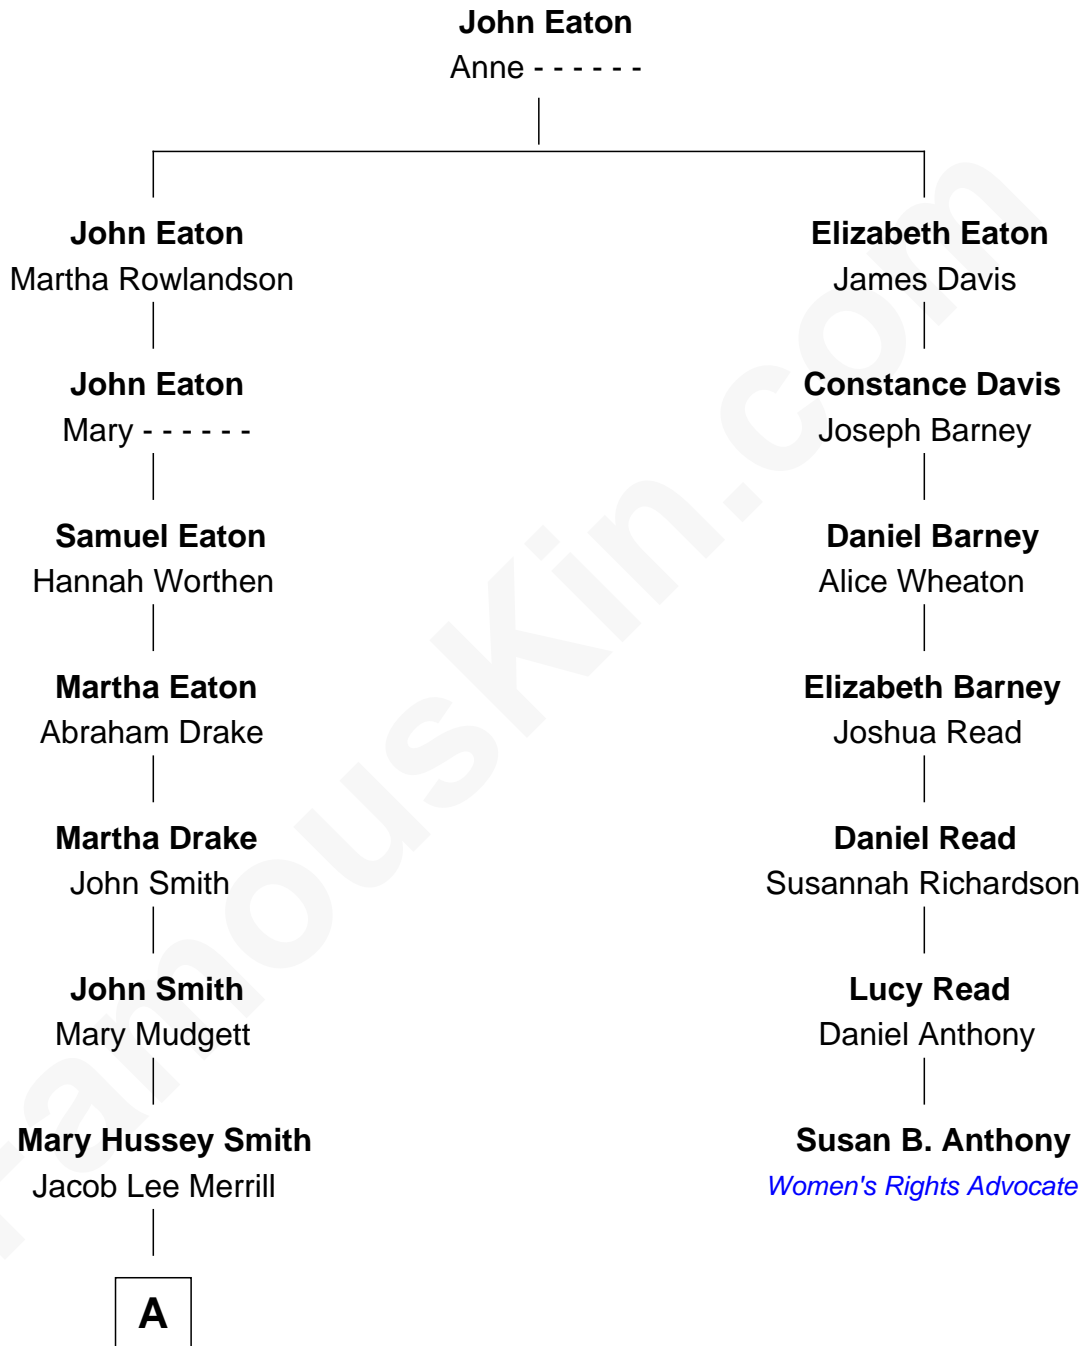 John Eaton
Anne - - - - - -
John Eaton
Martha Rowlandson
John Eaton
Mary - - - - - -
Samuel Eaton
Hannah Worthen
Martha Eaton
Abraham Drake
Martha Drake
John Smith
John Smith
Mary Mudgett
Mary Hussey Smith
Jacob Lee Merrill
A
Elizabeth Eaton
James Davis
Constance Davis
Joseph Barney
Daniel Barney
Alice Wheaton
Elizabeth Barney
Joshua Read
Daniel Read
Susannah Richardson
Lucy Read
Daniel Anthony
Susan B. Anthony
Women's Rights Advocate
FamousKin.com